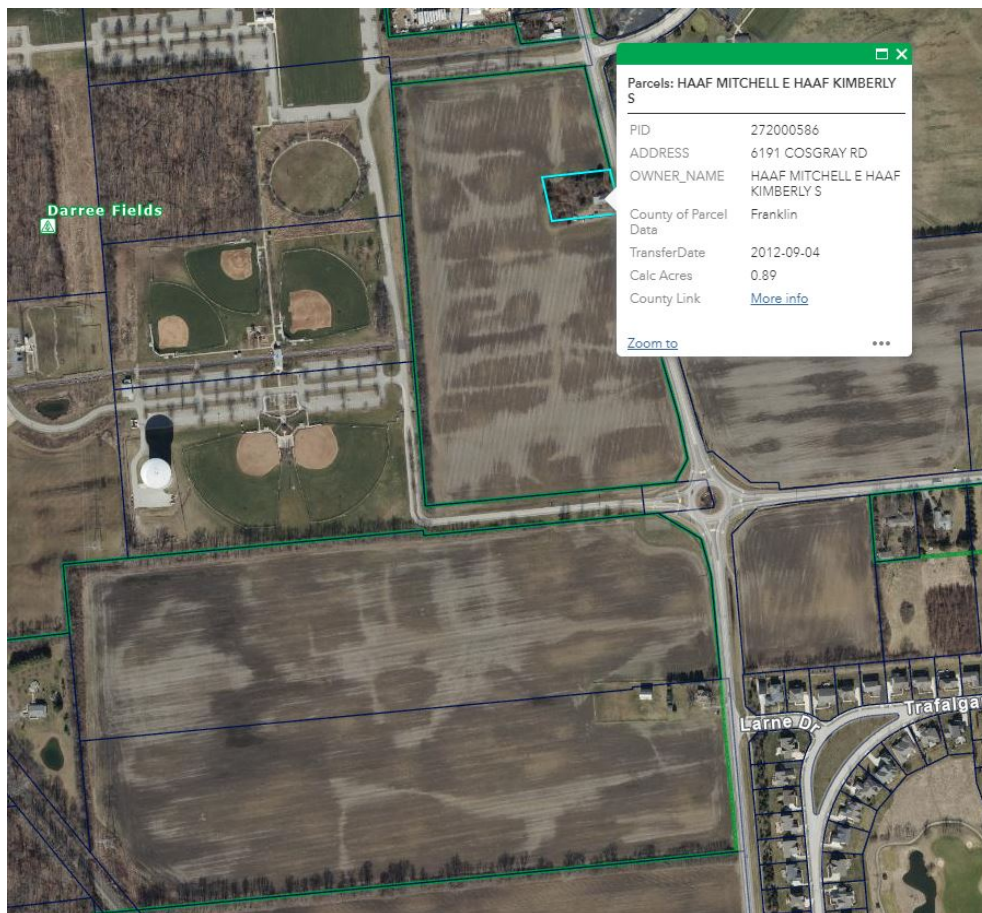 Parcels: HAAF MITCHELL E HAAF KIMBERLY
S
PID 272000586
ADDRESS 6191 COSGRAY RD
OWNER_NAME HAAF MITCHELL E HAAF
KIMBERLY S
County of Parcel Franklin
Data
TransferDate 2012-09-04
Calc Acres 0.89
County Link More info
Zoom to •••
Darree Fields
Larne Dr
Trafalga